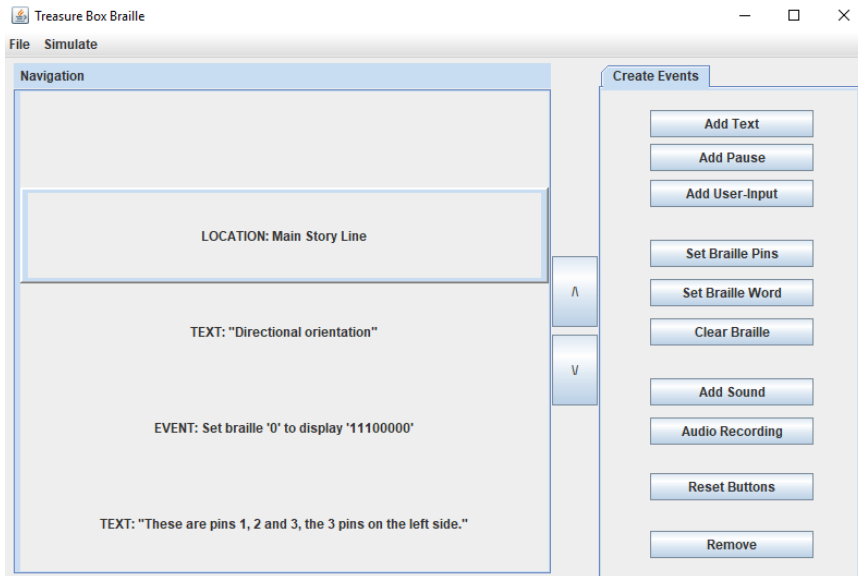 Treasure Box Braille
File Simulate
Navigation
LOCATION: Main Story Line
TEXT: "Directional orientation"
EVENT: Set braille '0' to display '11100000'
TEXT: "These are pins 1, 2 and 3, the 3 pins on the left side."
/\
\/
Create Events
Add Text
Add Pause
Add User-Input
Set Braille Pins
Set Braille Word
Clear Braille
Add Sound
Audio Recording
Reset Buttons
Remove